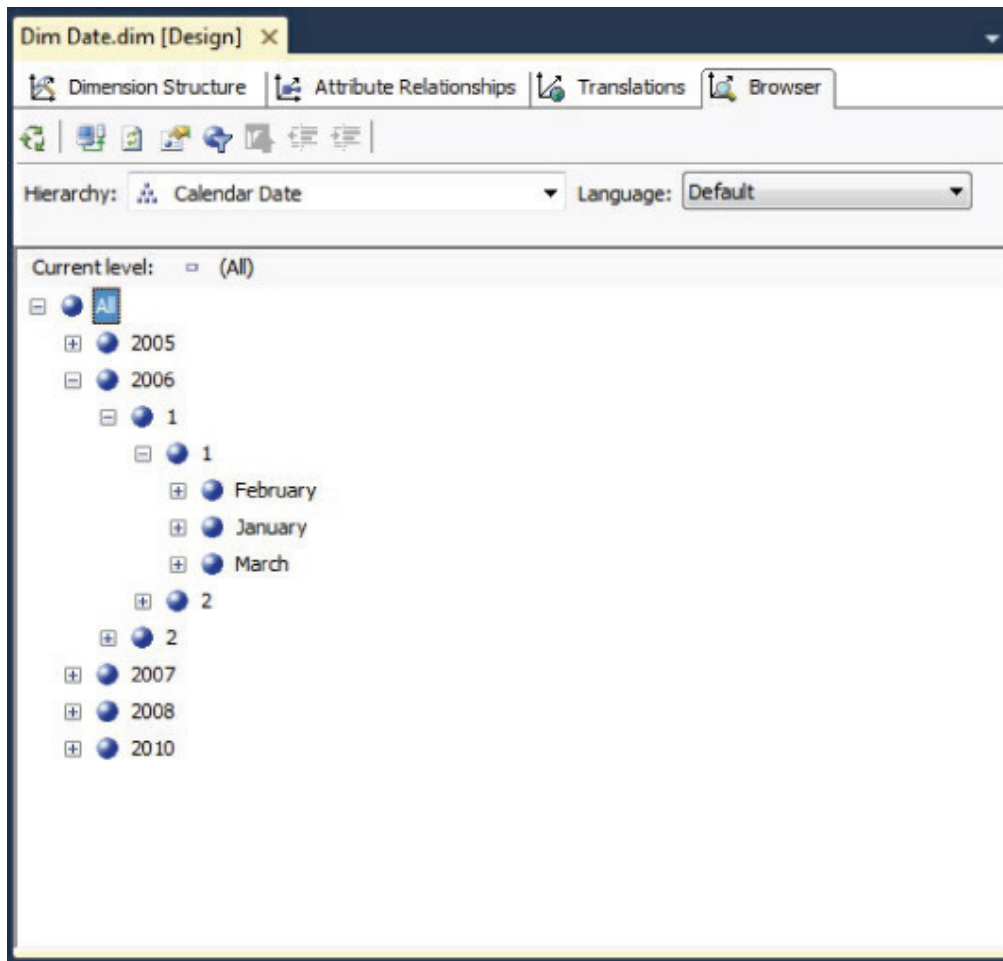 Dim Date.dim [Design]
Dimension Structure Attribute Relationships Translations Browser
Hierarchy: Calendar Date Language: Default
Current level: (All)
All
2005
2006
1
1
February
January
March
2
2
2007
2008
2010